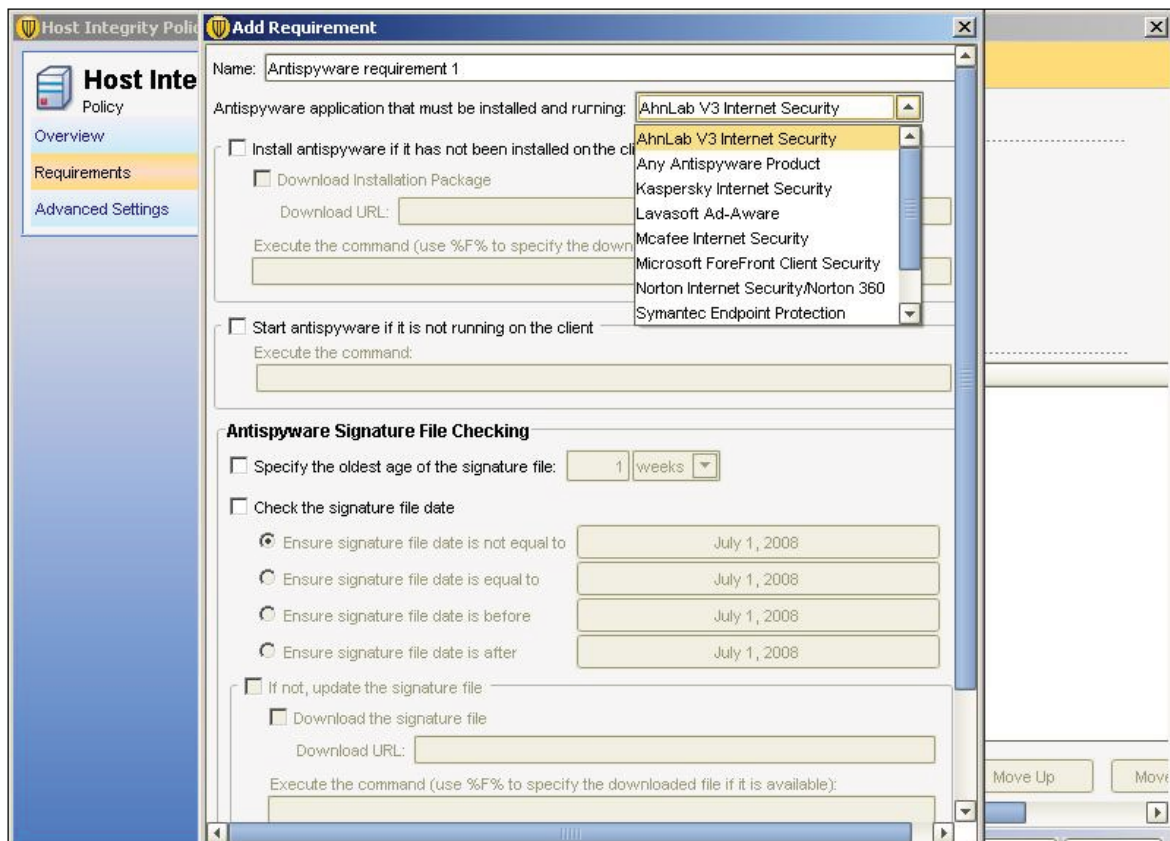 Host Integrity Polic
Add Requirement
Host Inte
Policy
Overview
Requirements
Advanced Settings
Name: Antispyware requirement 1
Antispyware application that must be installed and running: AhnLab V3 Internet Security
AhnLab V3 Internet Security
Any Antispyware Product
Kaspersky Internet Security
Lavasoft Ad-Aware
Mcafee Internet Security
Microsoft ForeFront Client Security
Norton Internet Security/Norton 360
Symantec Endpoint Protection
Install antispyware if it has not been installed on the cli
Download Installation Package
Download URL:
Execute the command (use %F% to specify the down
Start antispyware if it is not running on the client
Execute the command:
Antispyware Signature File Checking
Specify the oldest age of the signature file: 1 weeks
Check the signature file date
Ensure signature file date is not equal to July 1, 2008
Ensure signature file date is equal to July 1, 2008
Ensure signature file date is before July 1, 2008
Ensure signature file date is after July 1, 2008
If not, update the signature file
Download the signature file
Download URL:
Execute the command (use %F% to specify the downloaded file if it is available):
Move Up
Move